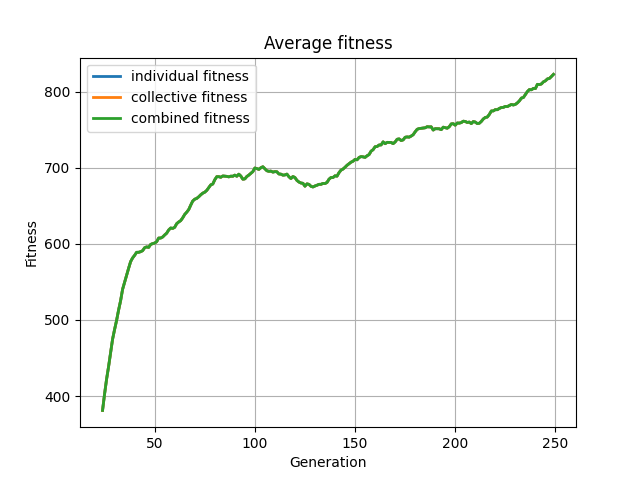 Average fitness
individual fitness
collective fitness
combined fitness
800
700
600
500
400
Fitness
50 100 150 200 250
Generation